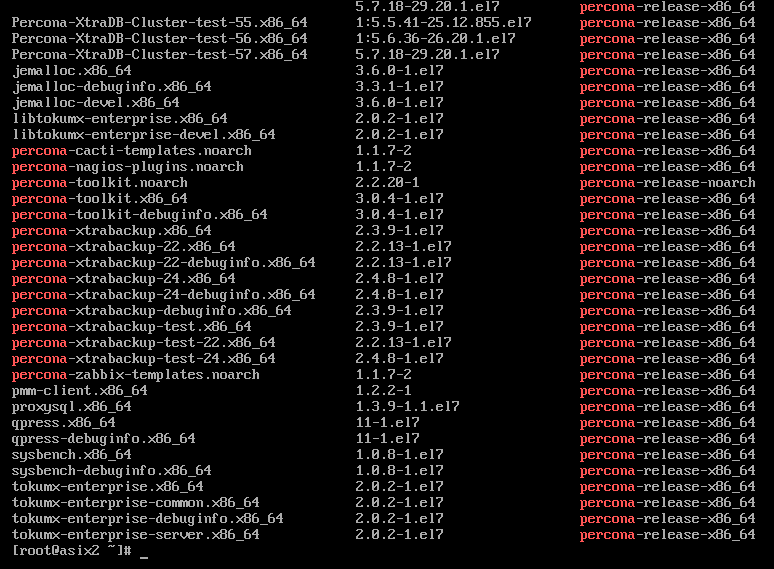 5.7.18-29.20.1.el7 percona-release-x86_64
Percona-XtraDB-Cluster-test-55.x86_64 1:5.5.41-25.12.855.el7 percona-release-x86_64
Percona-XtraDB-Cluster-test-56.x86_64 1:5.6.36-26.20.1.el7 percona-release-x86_64
Percona-XtraDB-Cluster-test-57.x86_64 5.7.18-29.20.1.el7 percona-release-x86_64
jemalloc.x86_64 3.6.0-1.el7 percona-release-x86_64
jemalloc-debuginfo.x86_64 3.3.1-1.el7 percona-release-x86_64
jemalloc-devel.x86_64 3.6.0-1.el7 percona-release-x86_64
libtokumx-enterprise.x86_64 2.0.2-1.el7 percona-release-x86_64
libtokumx-enterprise-devel.x86_64 2.0.2-1.el7 percona-release-x86_64
percona-cacti-templates.noarch 1.1.7-2 percona-release-x86_64
percona-nagios-plugins.noarch 1.1.7-2 percona-release-x86_64
percona-toolkit.noarch 2.2.20-1 percona-release-noarch
percona-toolkit.x86_64 3.0.4-1.el7 percona-release-x86_64
percona-toolkit-debuginfo.x86_64 3.0.4-1.el7 percona-release-x86_64
percona-xtrabackup.x86_64 2.3.9-1.el7 percona-release-x86_64
percona-xtrabackup-22.x86_64 2.2.13-1.el7 percona-release-x86_64
percona-xtrabackup-22-debuginfo.x86_64 2.2.13-1.el7 percona-release-x86_64
percona-xtrabackup-24.x86_64 2.4.8-1.el7 percona-release-x86_64
percona-xtrabackup-24-debuginfo.x86_64 2.4.8-1.el7 percona-release-x86_64
percona-xtrabackup-debuginfo.x86_64 2.3.9-1.el7 percona-release-x86_64
percona-xtrabackup-test.x86_64 2.3.9-1.el7 percona-release-x86_64
percona-xtrabackup-test-22.x86_64 2.2.13-1.el7 percona-release-x86_64
percona-xtrabackup-test-24.x86_64 2.4.8-1.el7 percona-release-x86_64
percona-zabbix-templates.noarch 1.1.7-2 percona-release-x86_64
pmm-client.x86_64 1.2.2-1 percona-release-x86_64
proxysql.x86_64 1.3.9-1.1.el7 percona-release-x86_64
qpress.x86_64 11-1.el7 percona-release-x86_64
qpress-debuginfo.x86_64 11-1.el7 percona-release-x86_64
sysbench.x86_64 1.0.8-1.el7 percona-release-x86_64
sysbench-debuginfo.x86_64 1.0.8-1.el7 percona-release-x86_64
tokumx-enterprise.x86_64 2.0.2-1.el7 percona-release-x86_64
tokumx-enterprise-common.x86_64 2.0.2-1.el7 percona-release-x86_64
tokumx-enterprise-debuginfo.x86_64 2.0.2-1.el7 percona-release-x86_64
tokumx-enterprise-server.x86_64 2.0.2-1.el7 percona-release-x86_64
[root@asix2 ~]# _